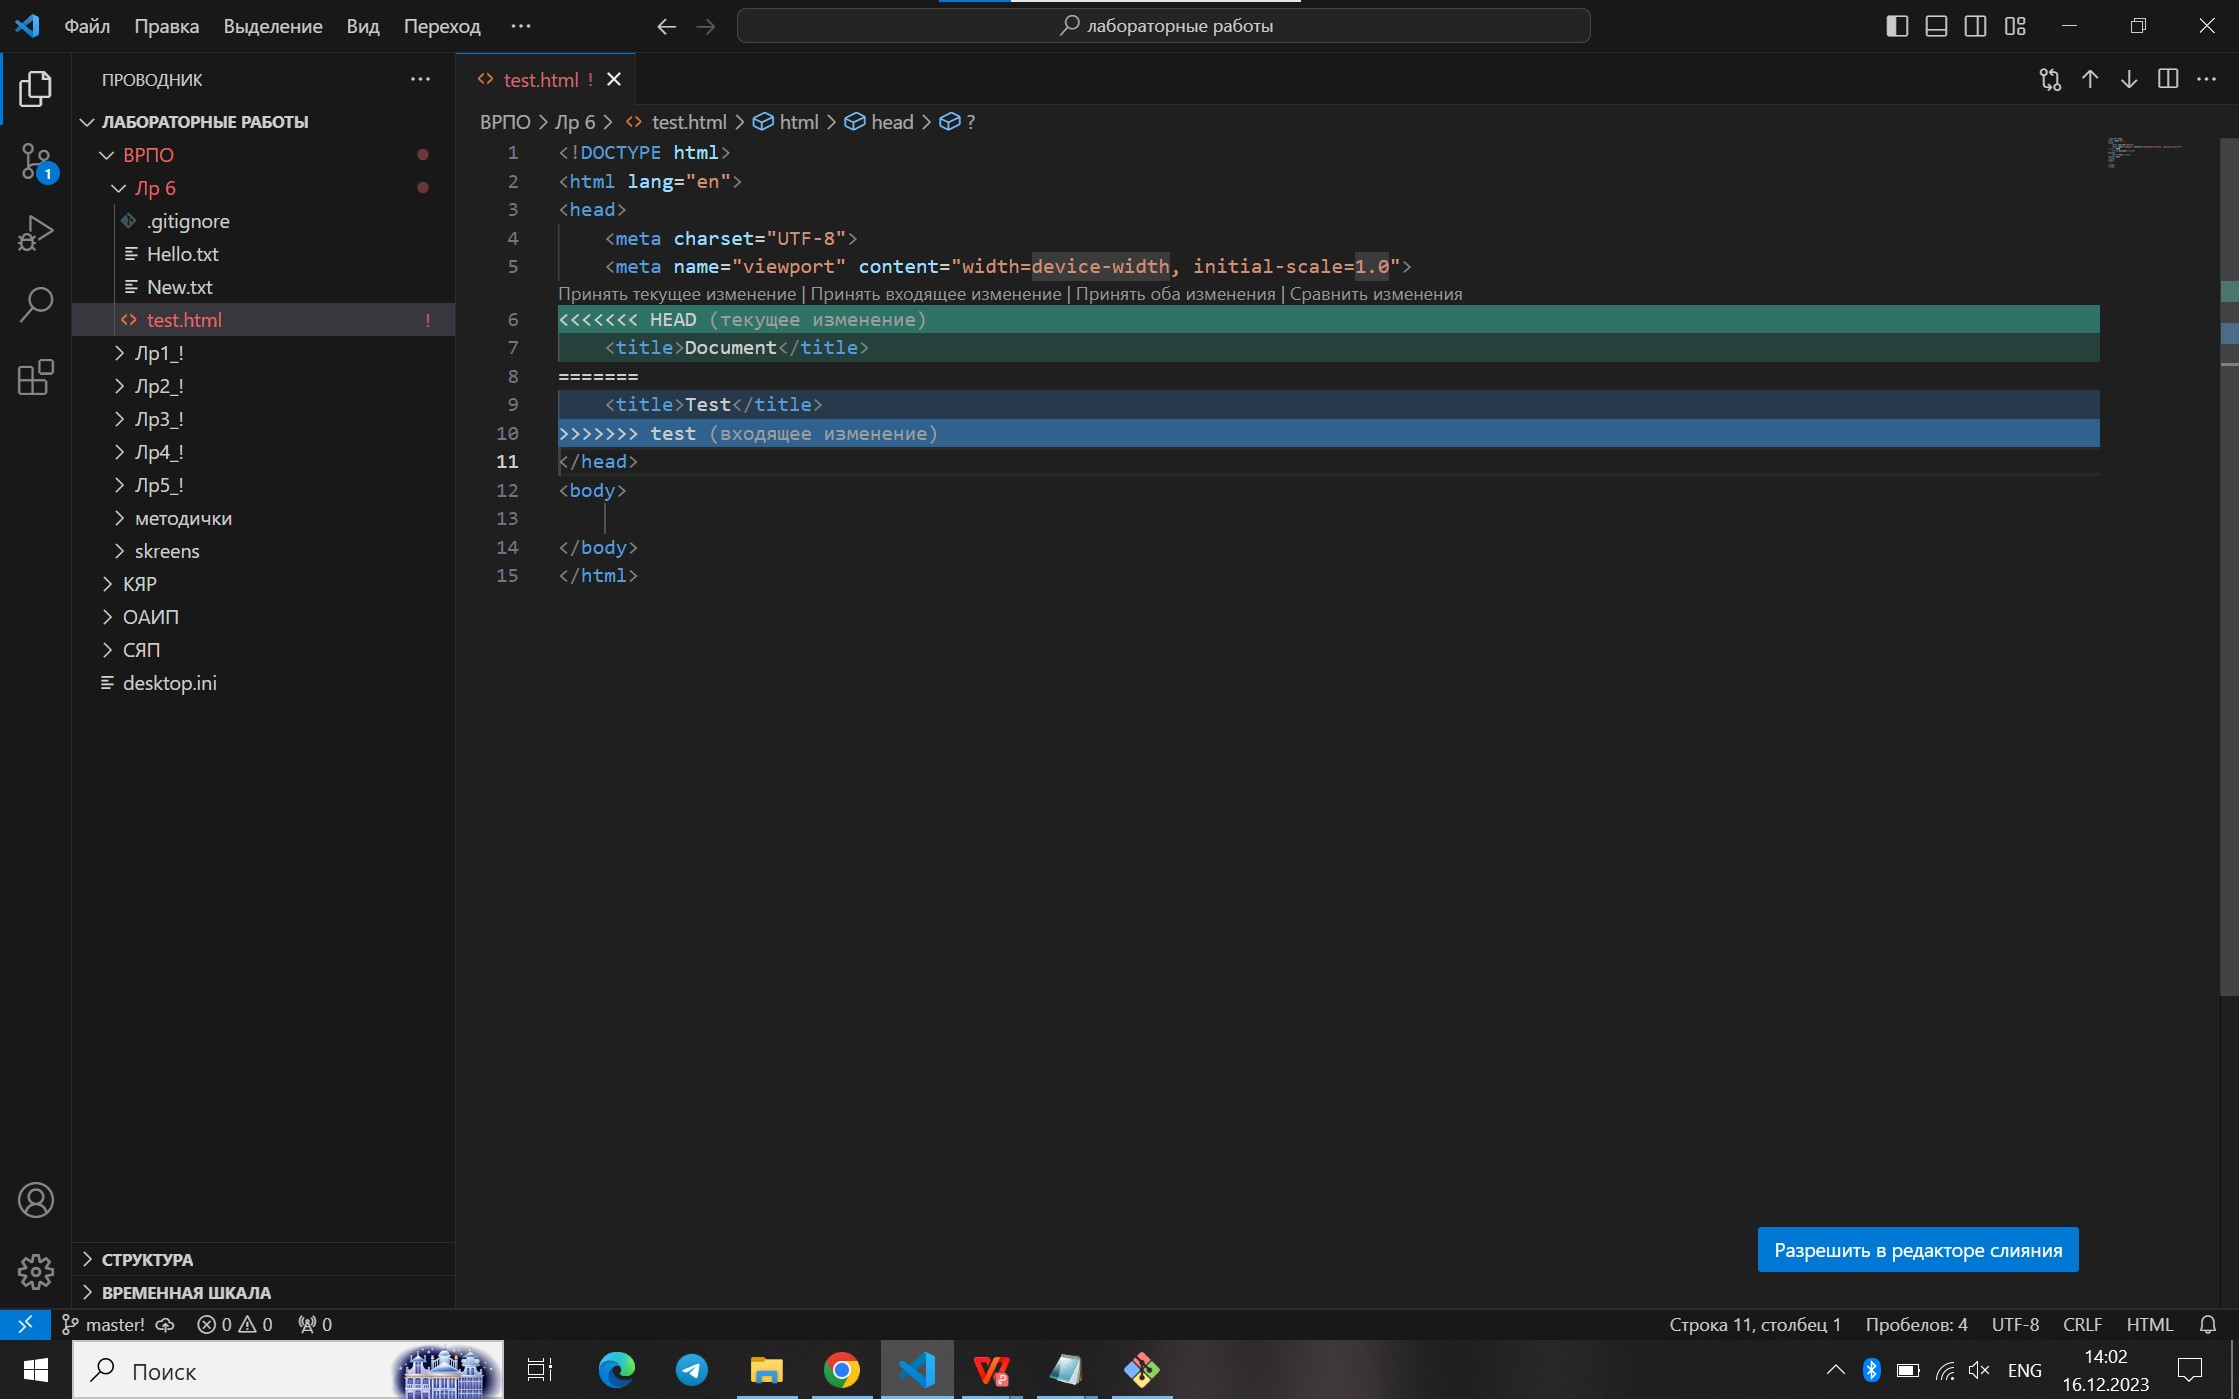 Файл Правка Выделение Вид Переход ··· лабораторные работы
ПРОВОДНИК ···
ЛАБОРАТОРНЫЕ РАБОТЫ
ВРПО
Лр 6
.gitignore
Hello.txt
New.txt
test.html !
Лр1_!
Лр2_!
Лр3_!
Лр4_!
Лр5_!
методички
skreens
КЯР
ОАИП
СЯП
desktop.ini
СТРУКТУРА
ВРЕМЕННАЯ ШКАЛА
1
test.html !
ВРПО > Лр 6 > test.html > html > head > ?
1 <!DOCTYPE html>
2 <html lang="en">
3 <head>
4 <meta charset="UTF-8">
5 <meta name="viewport" content="width=device-width, initial-scale=1.0">
Принять текущее изменение | Принять входящее изменение | Принять оба изменения | Сравнить изменения
6 <<<<<<< HEAD (текущее изменение)
7 <title>Document</title>
8 =======
9 <title>Test</title>
10 >>>>>>> test (входящее изменение)
11 </head>
12 <body>
13
14 </body>
15 </html>
Разрешить в редакторе слияния
master! 0 0 0 Строка 11, столбец 1 Пробелов: 4 UTF-8 CRLF HTML
Поиск ENG 14:02
16.12.2023